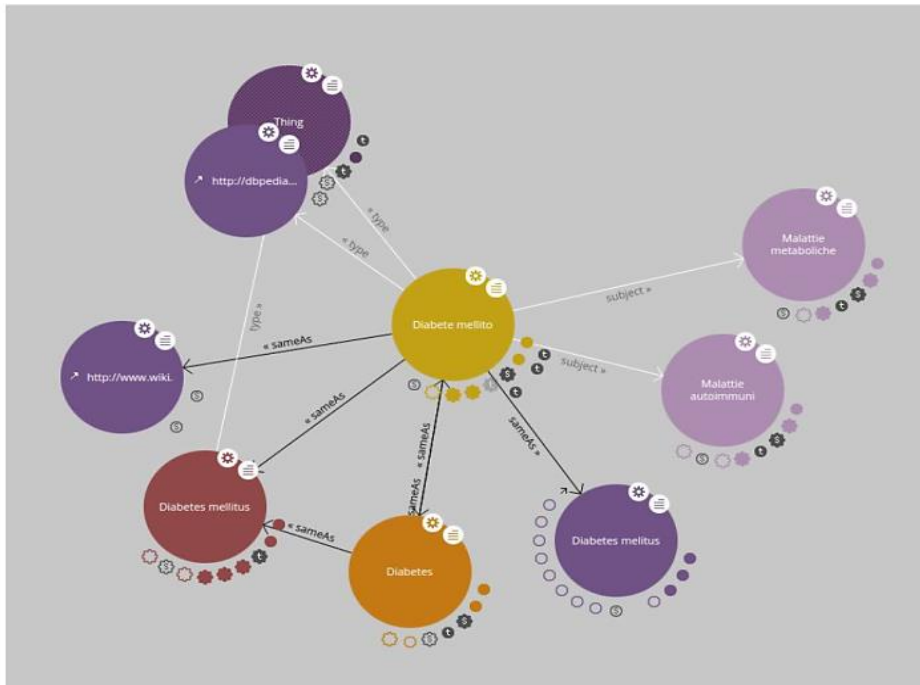 Thing
http://dbpedia...
« type
« type
type »
Malattie
metaboliche
subject »
Diabete mellito
« sameAs
http://www.wiki.
subject »
Malattie
autoimmuni
« sameAs
« sameAs
sameAs
sameAs »
Diabetes mellitus
« sameAs
Diabetes
Diabetes melitus